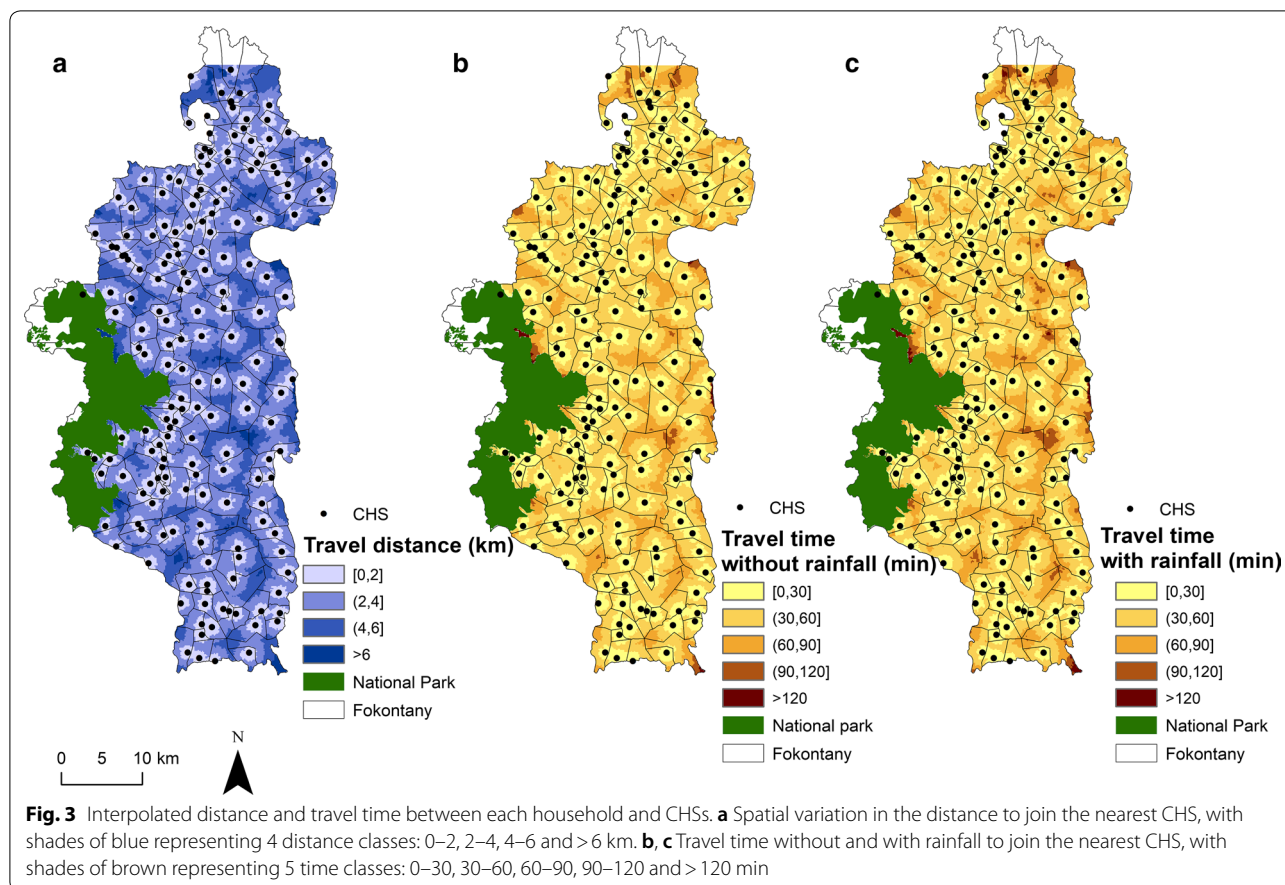 a
b
c
CHS
Travel distance (km)
[0,2]
(2,4]
(4,6]
>6
National Park
Fokontany
0 5 10 km
N
CHS
Travel time
without rainfall (min)
[0,30]
(30,60]
(60,90]
(90,120]
>120
National park
Fokontany
CHS
Travel time
with rainfall (min)
[0,30]
(30,60]
(60,90]
(90,120]
>120
National park
Fokontany
Fig. 3 Interpolated distance and travel time between each household and CHSs. a Spatial variation in the distance to join the nearest CHS, with
shades of blue representing 4 distance classes: 0–2, 2–4, 4–6 and > 6 km. b, c Travel time without and with rainfall to join the nearest CHS, with
shades of brown representing 5 time classes: 0–30, 30–60, 60–90, 90–120 and > 120 min